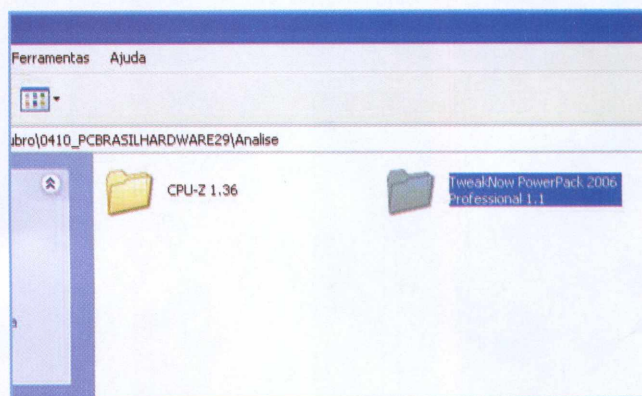 Ferramentas Ajuda
ubro\0410_PCBRASILHARDWARE29\Analise
CPU-Z 1.36
TweakNow PowerPack 2006
Professional 1.1